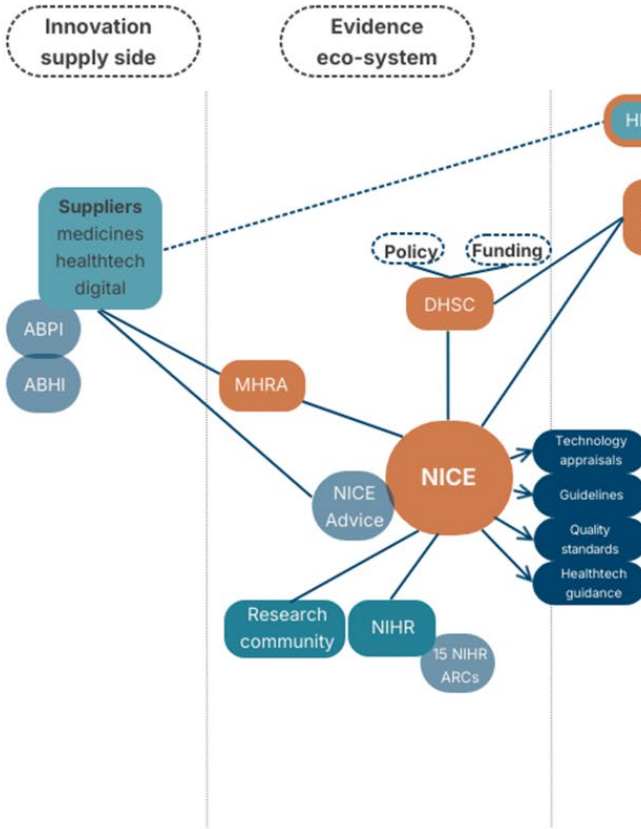 Innovation
supply side
Evidence
eco-system
Suppliers
medicines
healthtech
digital
ABPI
ABHI
MHRA
Policy
Funding
DHSC
NICE
NICE
Advice
Research
community
NIHR
15 NIHR
ARCs
Technology
appraisals
Guidelines
Quality
standards
Healthtech
guidance